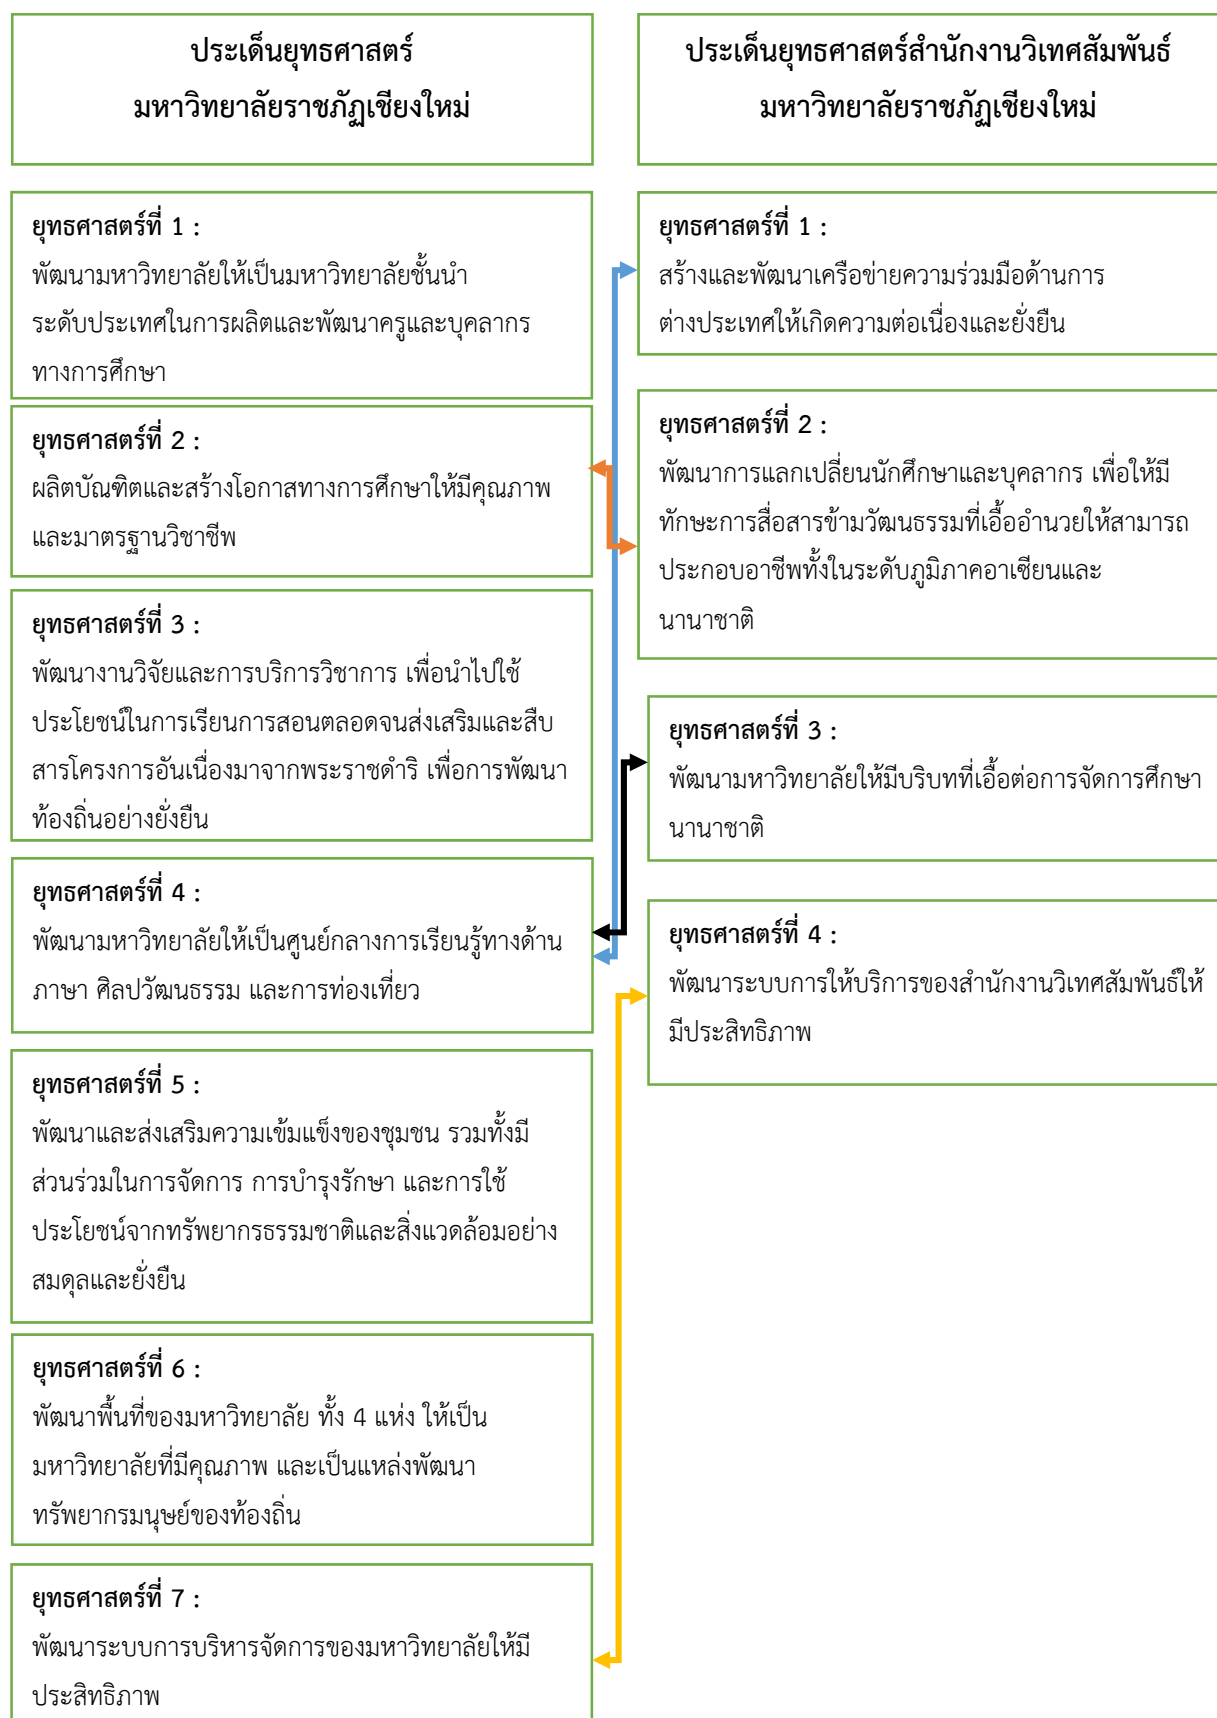 ประเด็นยุทธศาสตร์
มหาวิทยาลัยราชภัฏเชียงใหม่
ยุทธศาสตร์ที่ 1 :
พัฒนามหาวิทยาลัยให้เป็นมหาวิทยาลัยชั้นนำ
ระดับประเทศในการผลิตและพัฒนาครูและบุคลากร
ทางการศึกษา
ยุทธศาสตร์ที่ 2 :
ผลิตบัณฑิตและสร้างโอกาสทางการศึกษาให้มีคุณภาพ
และมาตรฐานวิชาชีพ
ยุทธศาสตร์ที่ 3 :
พัฒนางานวิจัยและการบริการวิชาการ เพื่อนำไปใช้
ประโยชน์ในการเรียนการสอนตลอดจนส่งเสริมและสืบ
สารโครงการอันเนื่องมาจากพระราชดำริ เพื่อการพัฒนา
ท้องถิ่นอย่างยั่งยืน
ยุทธศาสตร์ที่ 4 :
พัฒนามหาวิทยาลัยให้เป็นศูนย์กลางการเรียนรู้ทางด้าน
ภาษา ศิลปวัฒนธรรม และการท่องเที่ยว
ยุทธศาสตร์ที่ 5 :
พัฒนาและส่งเสริมความเข้มแข็งของชุมชน รวมทั้งมี
ส่วนร่วมในการจัดการ การบำรุงรักษา และการใช้
ประโยชน์จากทรัพยากรธรรมชาติและสิ่งแวดล้อมอย่าง
สมดุลและยั่งยืน
ยุทธศาสตร์ที่ 6 :
พัฒนาพื้นที่ของมหาวิทยาลัย ทั้ง 4 แห่ง ให้เป็น
มหาวิทยาลัยที่มีคุณภาพ และเป็นแหล่งพัฒนา
ทรัพยากรมนุษย์ของท้องถิ่น
ยุทธศาสตร์ที่ 7 :
พัฒนาระบบการบริหารจัดการของมหาวิทยาลัยให้มี
ประสิทธิภาพ
ประเด็นยุทธศาสตร์สำนักงานวิเทศสัมพันธ์
มหาวิทยาลัยราชภัฏเชียงใหม่
ยุทธศาสตร์ที่ 1 :
สร้างและพัฒนาเครือข่ายความร่วมมือด้านการ
ต่างประเทศให้เกิดความต่อเนื่องและยั่งยืน
ยุทธศาสตร์ที่ 2 :
พัฒนาการแลกเปลี่ยนนักศึกษาและบุคลากร เพื่อให้มี
ทักษะการสื่อสารข้ามวัฒนธรรมที่เอื้ออำนวยให้สามารถ
ประกอบอาชีพทั้งในระดับภูมิภาคอาเซียนและ
นานาชาติ
ยุทธศาสตร์ที่ 3 :
พัฒนามหาวิทยาลัยให้มีบริบทที่เอื้อต่อการจัดการศึกษา
นานาชาติ
ยุทธศาสตร์ที่ 4 :
พัฒนาระบบการให้บริการของสำนักงานวิเทศสัมพันธ์ให้
มีประสิทธิภาพ